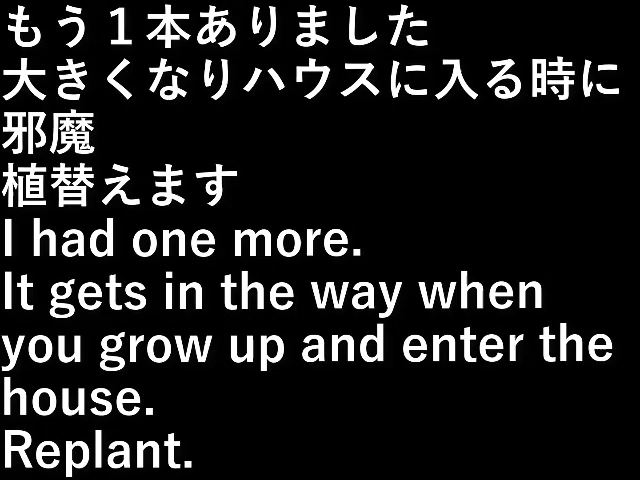 もう１本ありました
大きくなりハウスに入る時に
邪魔
植替えます
I had one more.
It gets in the way when
you grow up and enter the
house.
Replant.